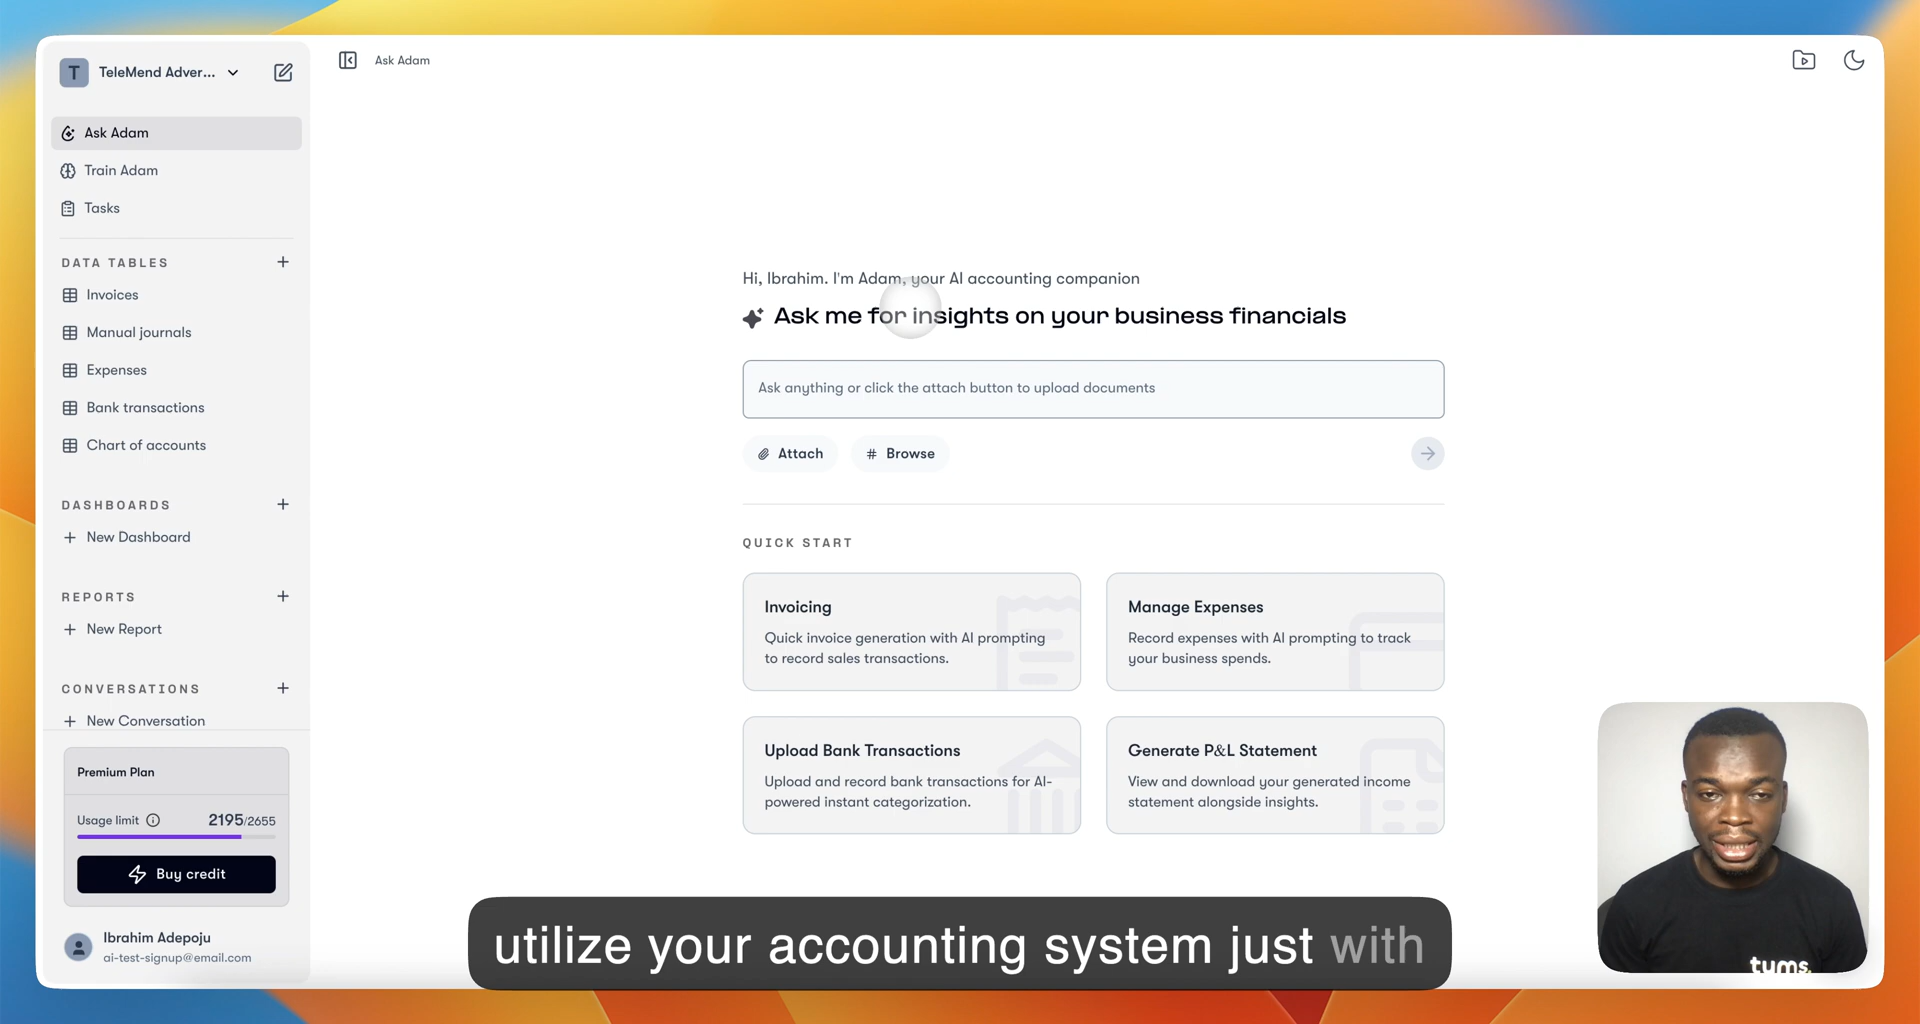 T TeleMend Adver...
Ask Adam
Train Adam
Tasks
DATA TABLES
Invoices
Manual journals
Expenses
Bank transactions
Chart of accounts
DASHBOARDS
New Dashboard
REPORTS
New Report
CONVERSATIONS
New Conversation
Premium Plan
Usage limit 2195/2655
Buy credit
Ibrahim Adepoju
ai-test-signup@email.com
Ask Adam
Hi, Ibrahim. I'm Adam, your AI accounting companion
Ask me for insights on your business financials
Ask anything or click the attach button to upload documents
Attach
# Browse
QUICK START
Invoicing
Quick invoice generation with AI prompting
to record sales transactions.
Manage Expenses
Record expenses with AI prompting to track
your business spends.
Upload Bank Transactions
Upload and record bank transactions for AI-
powered instant categorization.
Generate P&L Statement
View and download your generated income
statement alongside insights.
utilize your accounting system just with
tums.